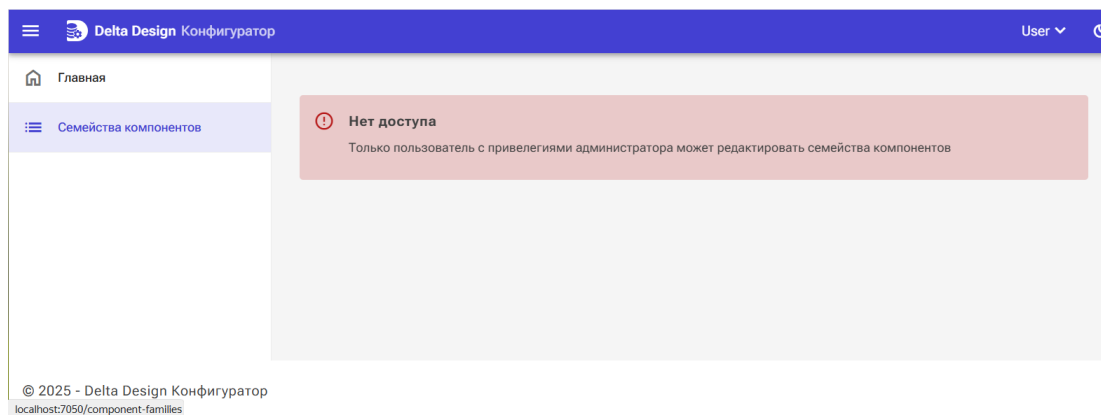 Delta Design Конфигуратор
User
Главная
Семейства компонентов
Нет доступа
Только пользователь с привелегиями администратора может редактировать семейства компонентов
© 2025 - Delta Design Конфигуратор
localhost:7050/component-families